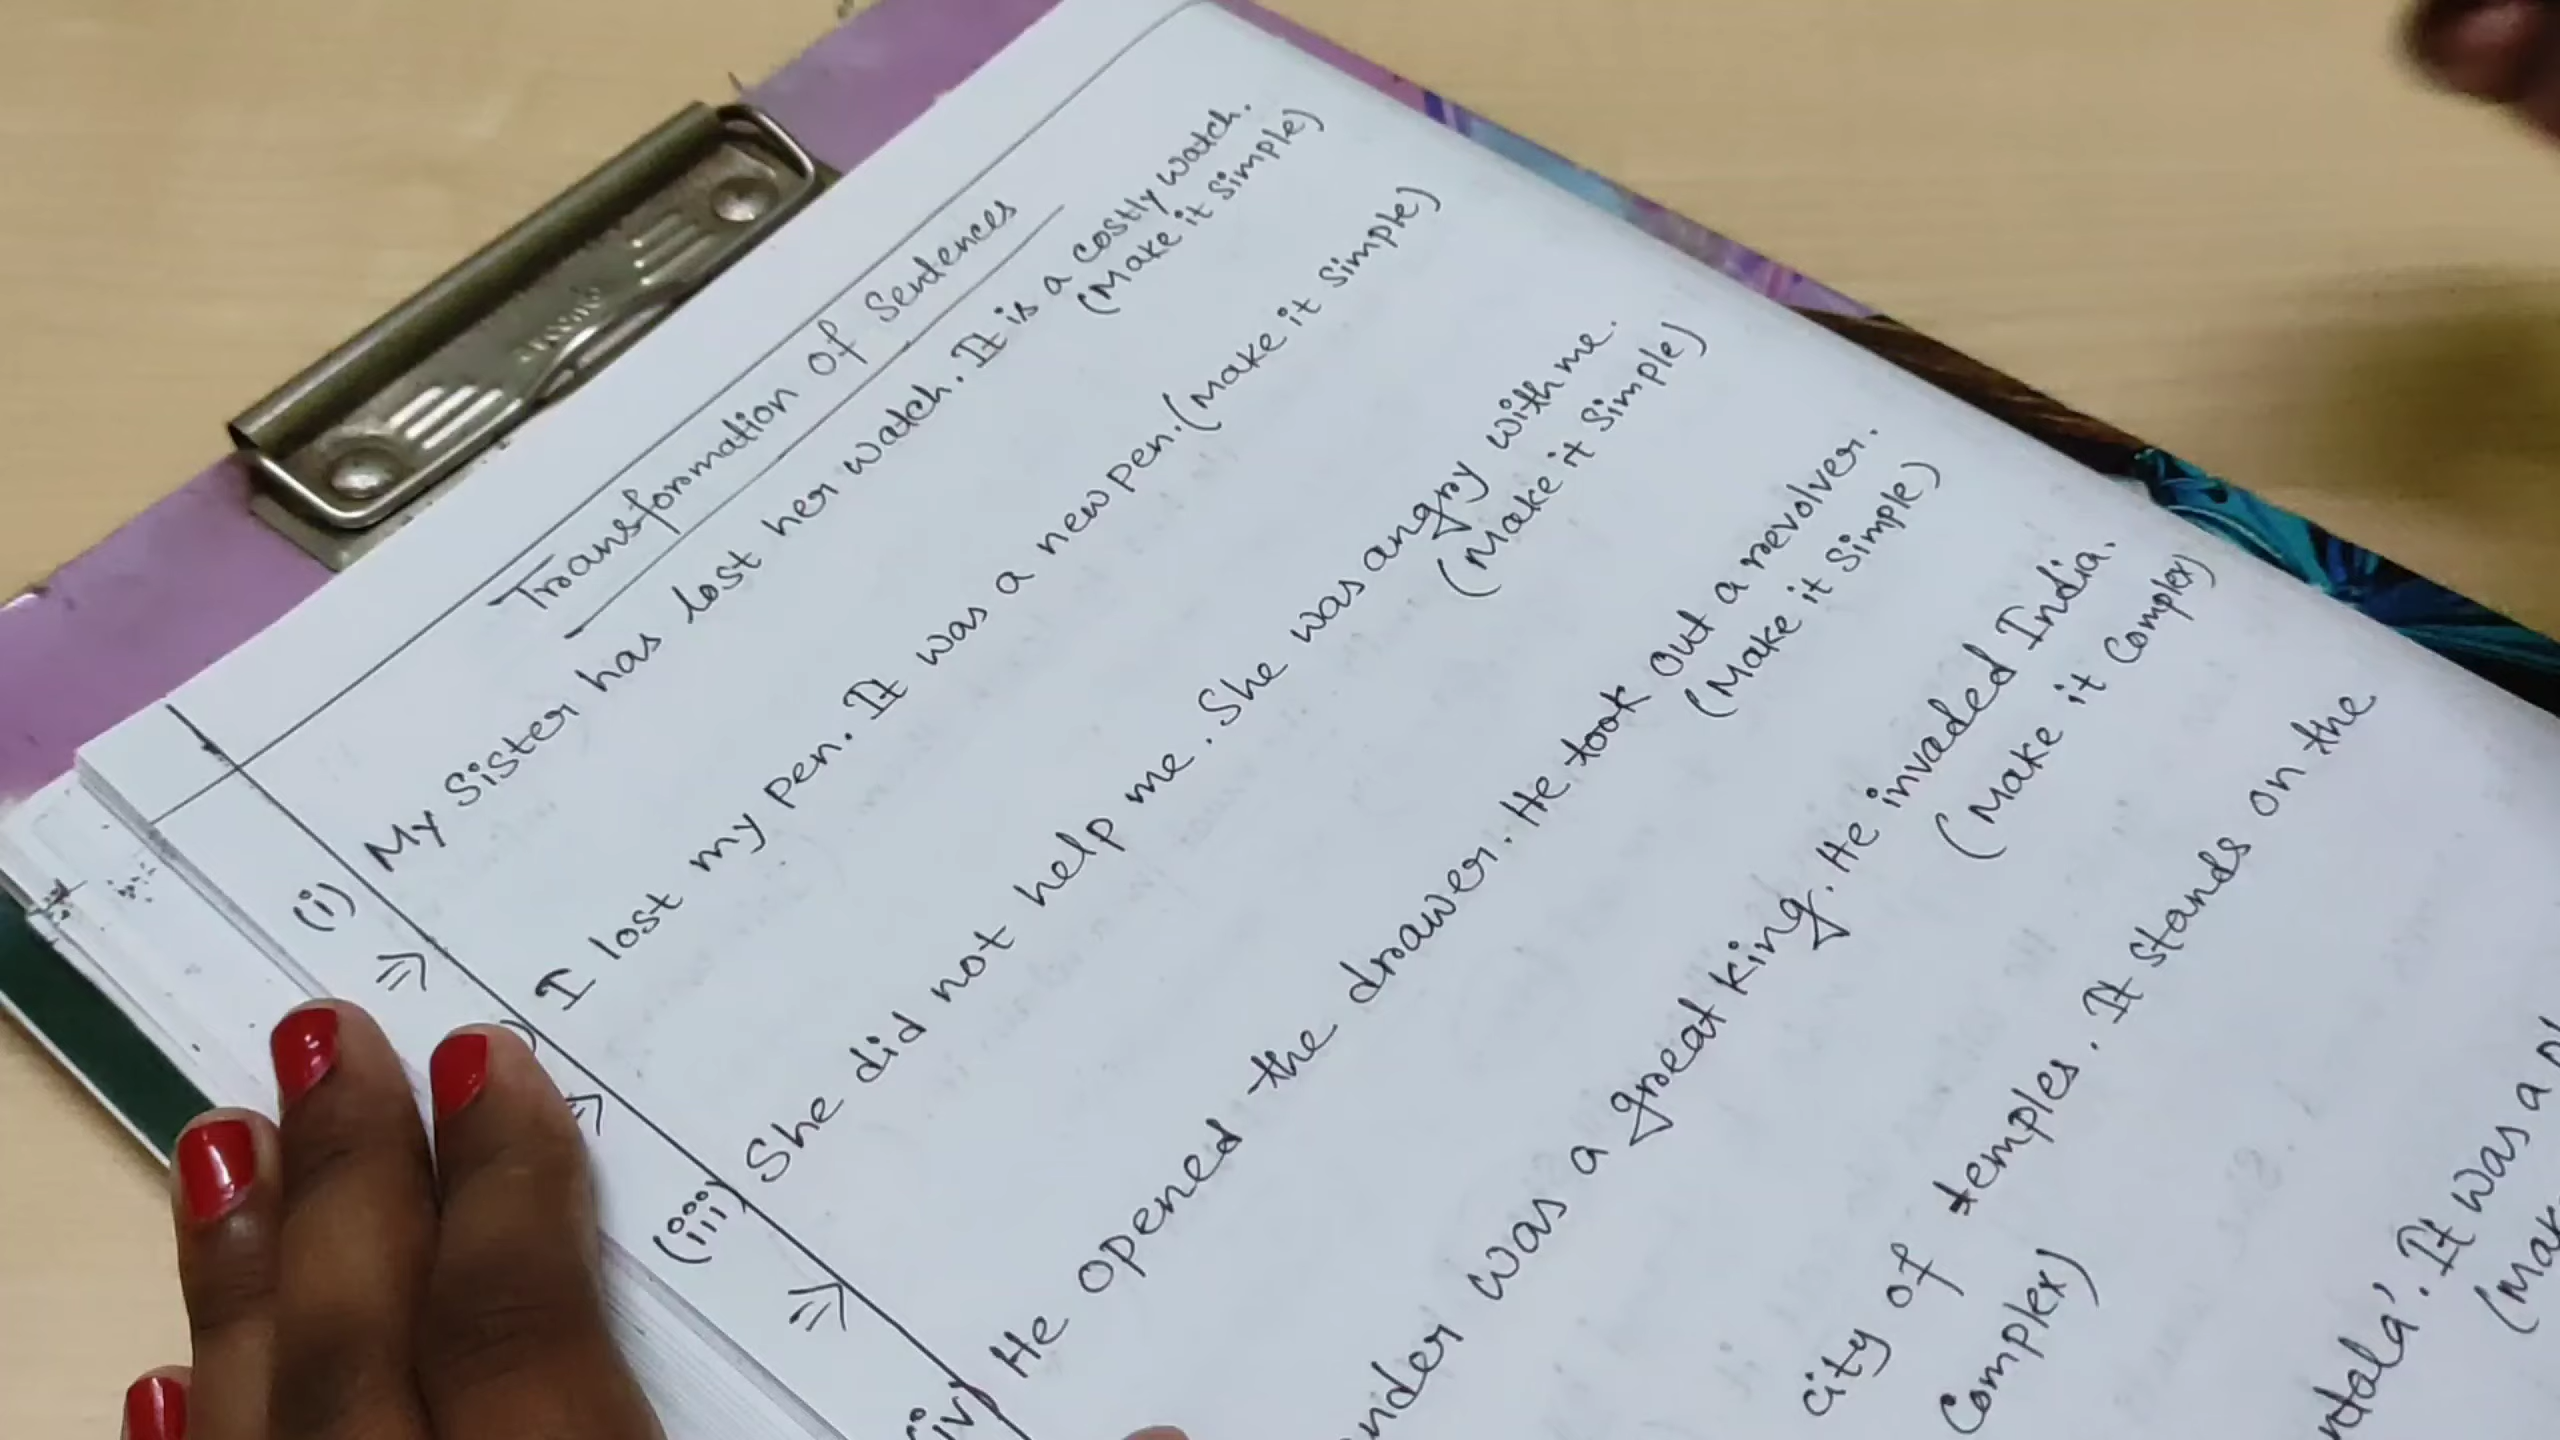 Transformation Of Sentences
(i) My Sister has lost her watch. It is a costly watch.
(Make it Simple)
⇒
I lost my pen. It was a new pen. (Make it Simple)
⇒
(iii) She did not help me. She was angry with me.
(Make it Simple)
⇒
(iv) He opened the drawer. He took out a revolver.
(Make it Simple)
was a great king. He invaded India.
(Make it Complex)
city of temples. It stands on the
Complex)
It was a